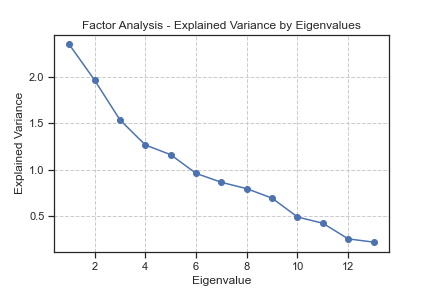 Factor Analysis - Explained Variance by Eigenvalues
Explained Variance
2.0
1.5
1.0
0.5
2 4 6 8 10 12
Eigenvalue